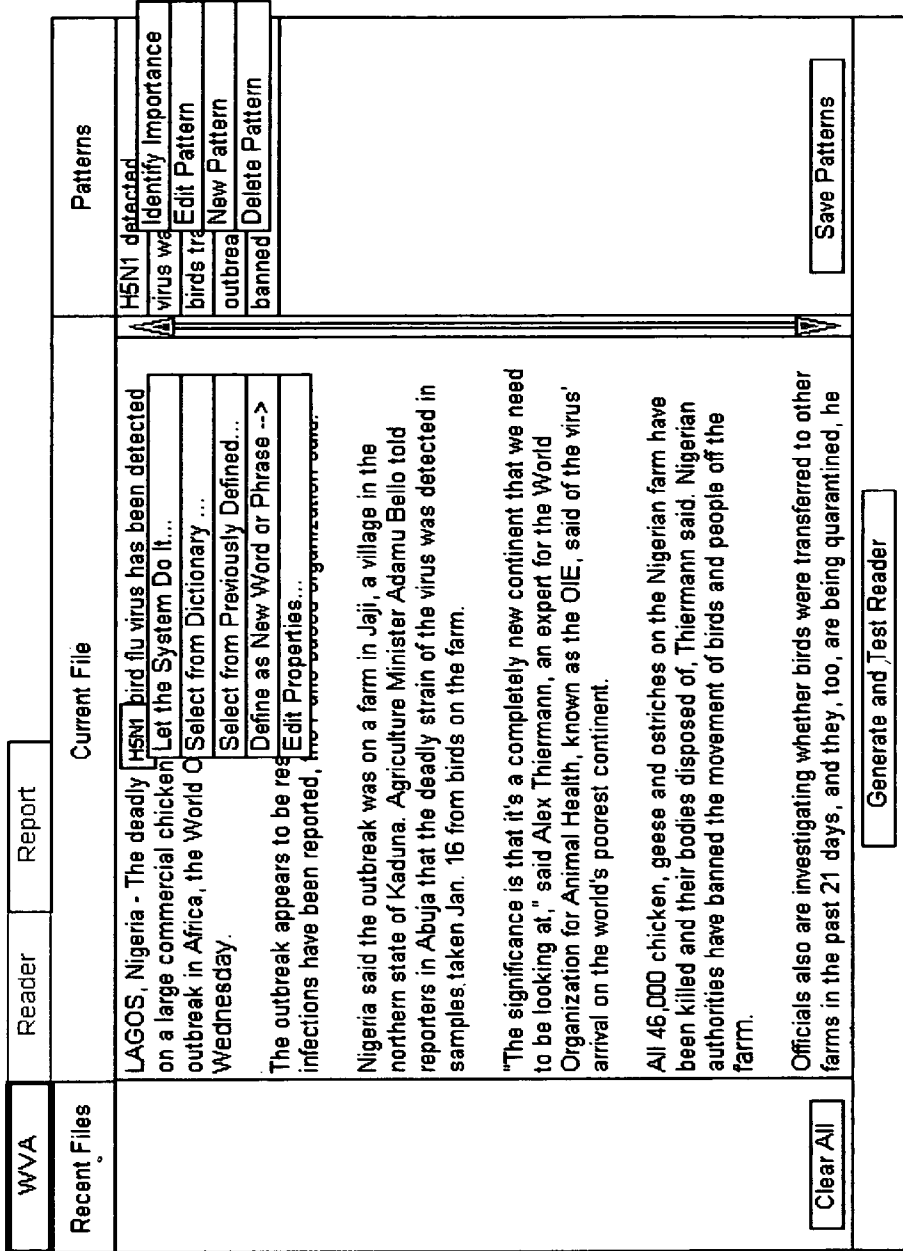 WVA
Reader
Report
Recent Files
Current File
Patterns
LAGOS, Nigeria - The deadly H5N1 bird flu virus has been detected
on a large commercial chicken
outbreak in Africa, the World O
Wednesday.
Let the System Do It...
Select from Dictionary ...
Select from Previously Defined...
Define as New Word or Phrase -->
Edit Properties...
The outbreak appears to be res
infections have been reported,
Nigeria said the outbreak was on a farm in Jaji, a village in the
northern state of Kaduna. Agriculture Minister Adamu Bello told
reporters in Abuja that the deadly strain of the virus was detected in
samples taken Jan. 16 from birds on the farm.
"The significance is that it's a completely new continent that we need
to be looking at," said Alex Thiermann, an expert for the World
Organization for Animal Health, known as the OIE, said of the virus'
arrival on the world's poorest continent.
All 46,000 chicken, geese and ostriches on the Nigerian farm have
been killed and their bodies disposed of, Thiermann said. Nigerian
authorities have banned the movement of birds and people off the
farm.
Officials also are investigating whether birds were transferred to other
farms in the past 21 days, and they, too, are being quarantined, he
H5N1 detected
virus wa
birds tra
outbrea
banned
Identify Importance
Edit Pattern
New Pattern
Delete Pattern
Clear All
Save Patterns
Generate and Test Reader